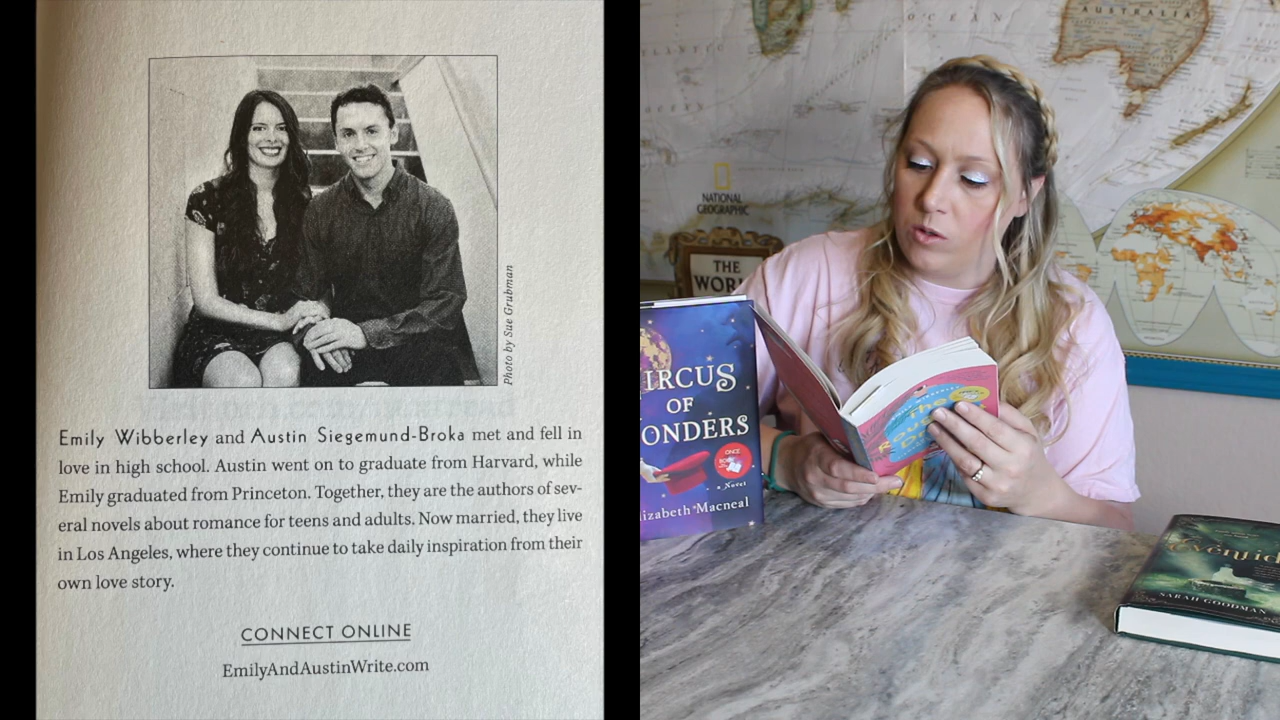 Photo by Sue Grubman
Emily Wibberley and Austin Siegemund-Broka met and fell in
love in high school. Austin went on to graduate from Harvard, while
Emily graduated from Princeton. Together, they are the authors of sev-
eral novels about romance for teens and adults. Now married, they live
in Los Angeles, where they continue to take daily inspiration from their
own love story.
CONNECT ONLINE
EmilyAndAustinWrite.com
OCEAN
AUSTRALIA
NATIONAL
GEOGRAPHIC
THE
WOR
IRCUS
OF
ONDERS
ONCE
a Novel
lizabeth Macneal
The
Eventid
SARAH GOODMAN